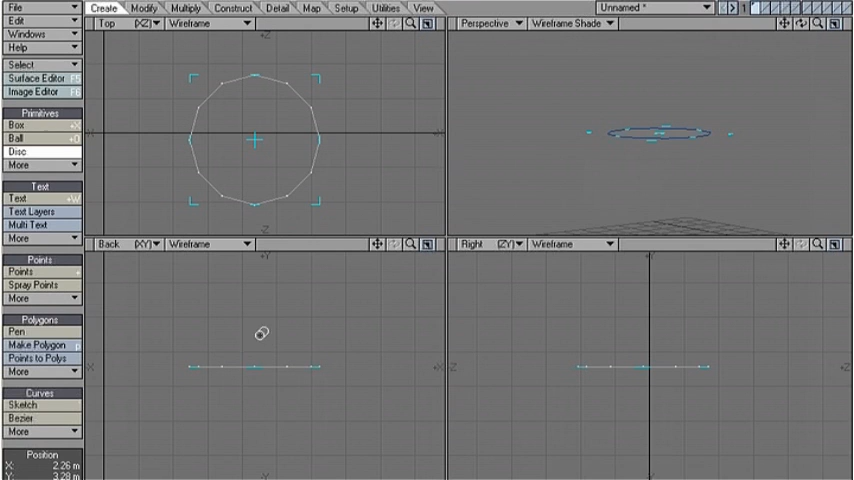 File Create Modify Multiply Construct Detail Map Setup Utilities View Unnamed * 1
Edit Top (XZ) Wireframe Perspective Wireframe Shade
Windows
Help
Select
Surface Editor F5
Image Editor F6
Primitives
Box
Ball
Disc
More
Text
Text +W
Text Layers
Multi Text
More
Back (XY) Wireframe Right (ZY) Wireframe
Points
Points +
Spray Points
More
Polygons
Pen
Make Polygon p
Points to Polys
More
Curves
Sketch
Bezier
More
Position
X: 2.26 m
Y: 3.28 m